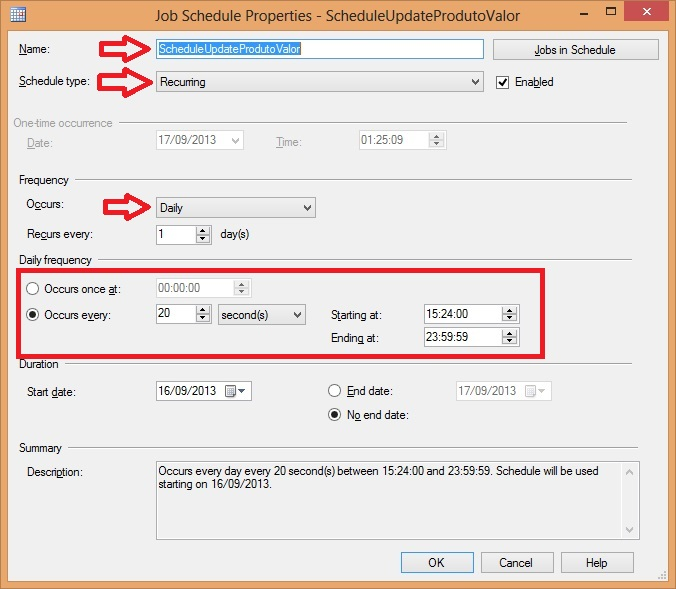 Job Schedule Properties - ScheduleUpdateProdutoValor
Name: ScheduleUpdateProdutoValor Jobs in Schedule
Schedule type: Recurring Enabled
One-time occurrence
Date: 17/09/2013 Time: 01:25:09
Frequency
Occurs: Daily
Recurs every: 1 day(s)
Daily frequency
Occurs once at: 00:00:00
Occurs every: 20 second(s) Starting at: 15:24:00
Ending at: 23:59:59
Duration
Start date: 16/09/2013 End date: 17/09/2013
No end date:
Summary
Description: Occurs every day every 20 second(s) between 15:24:00 and 23:59:59. Schedule will be used
starting on 16/09/2013.
OK Cancel Help